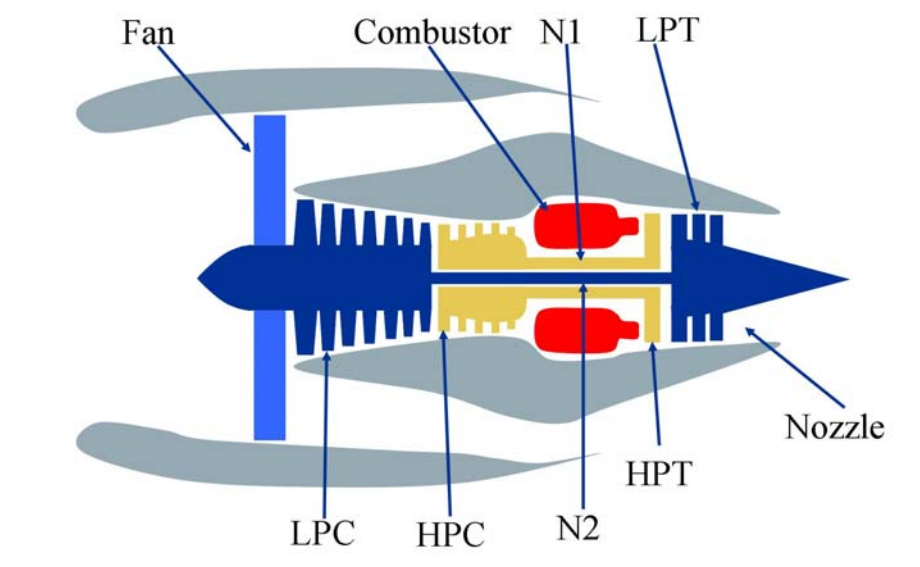 Fan
Combustor
N1
LPT
Nozzle
HPT
N2
HPC
LPC